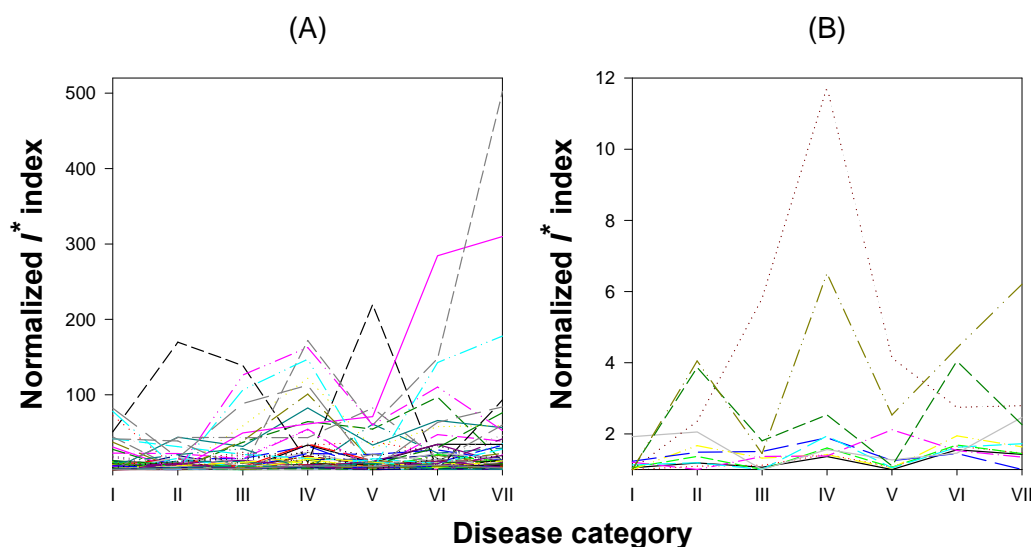 (A)
(B)
Normalized I* index
500
400
300
200
100
I II III IV V VI VII
Normalized I* index
12
10
8
6
4
2
I II III IV V VI VII
Disease category